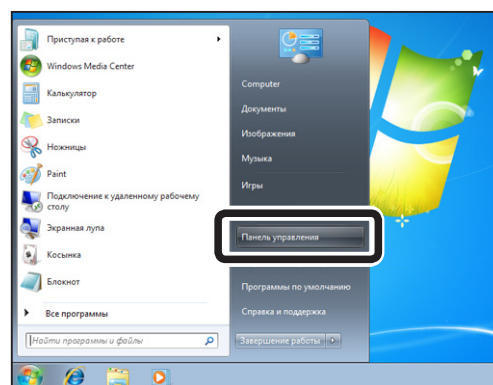 Приступая к работе
Windows Media Center
Калькулятор
Записки
Ножницы
Paint
Подключение к удаленному рабочему
столу
Экранная лупа
Косынка
Блокнот
Все программы
Найти программы и файлы
Computer
Документы
Изображения
Музыка
Игры
Панель управления
Программы по умолчанию
Справка и поддержка
Завершение работы